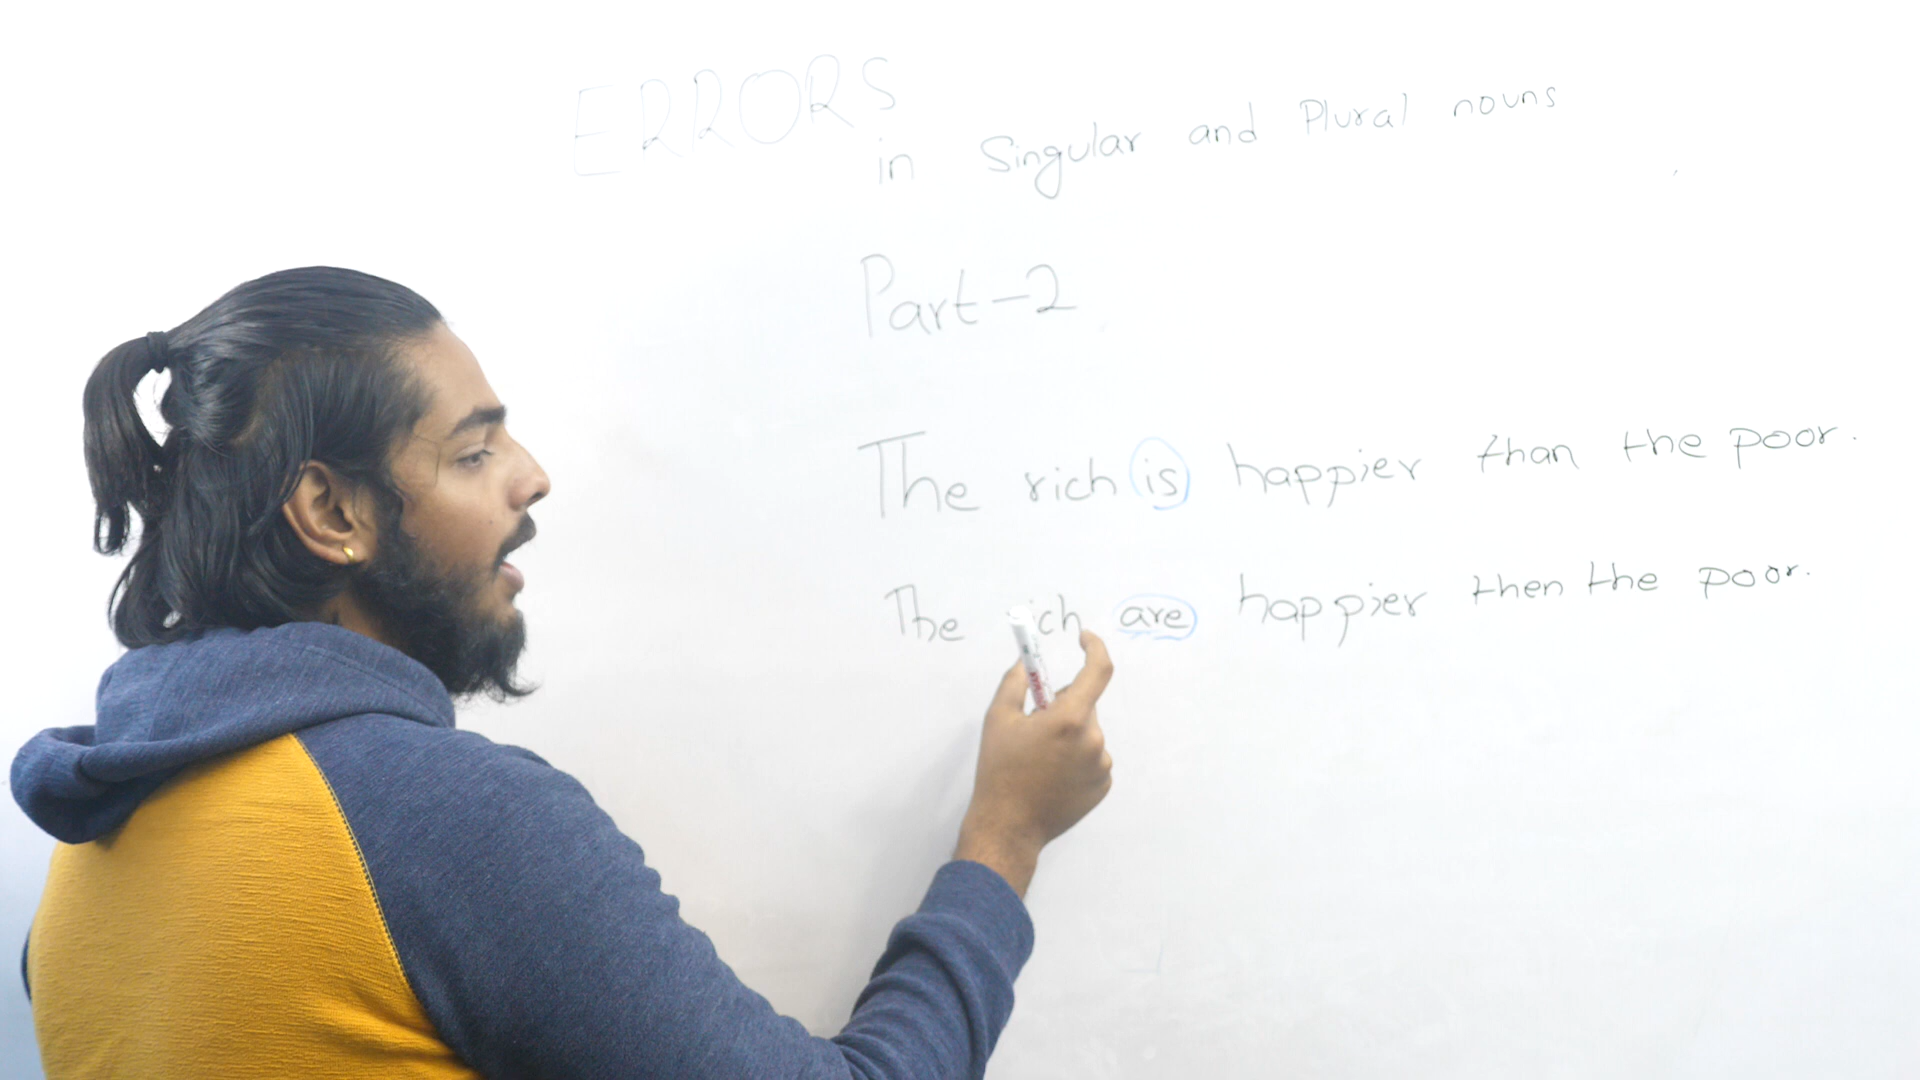 ERRORS
in Singular and Plural nouns
Part-2
The rich is happier than the poor.
The are happier then the poor.